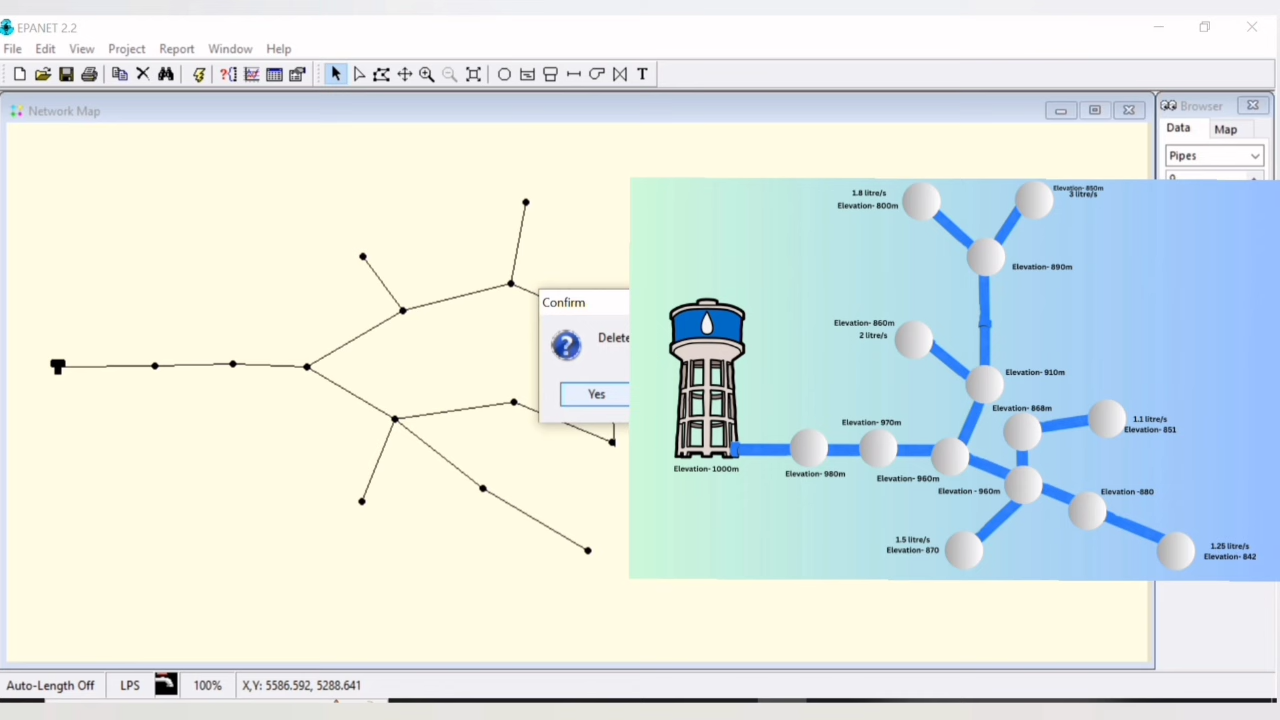 EPANET 2.2
File Edit View Project Report Window Help
T
Network Map
Browser
Data Map
Pipes
Confirm
Delete
Yes
1.8 litre/s
Elevation- 800m
Elevation- 850m
3 litre/s
Elevation- 890m
Elevation- 860m
2 litre/s
Elevation- 910m
Elevation- 868m
1.1 litre/s
Elevation- 851
Elevation- 970m
Elevation- 1000m
Elevation- 980m
Elevation- 960m
Elevation - 960m
Elevation -880
1.5 litre/s
Elevation- 870
1.25 litre/s
Elevation- 842
Auto-Length Off LPS 100% X,Y: 5586.592, 5288.641